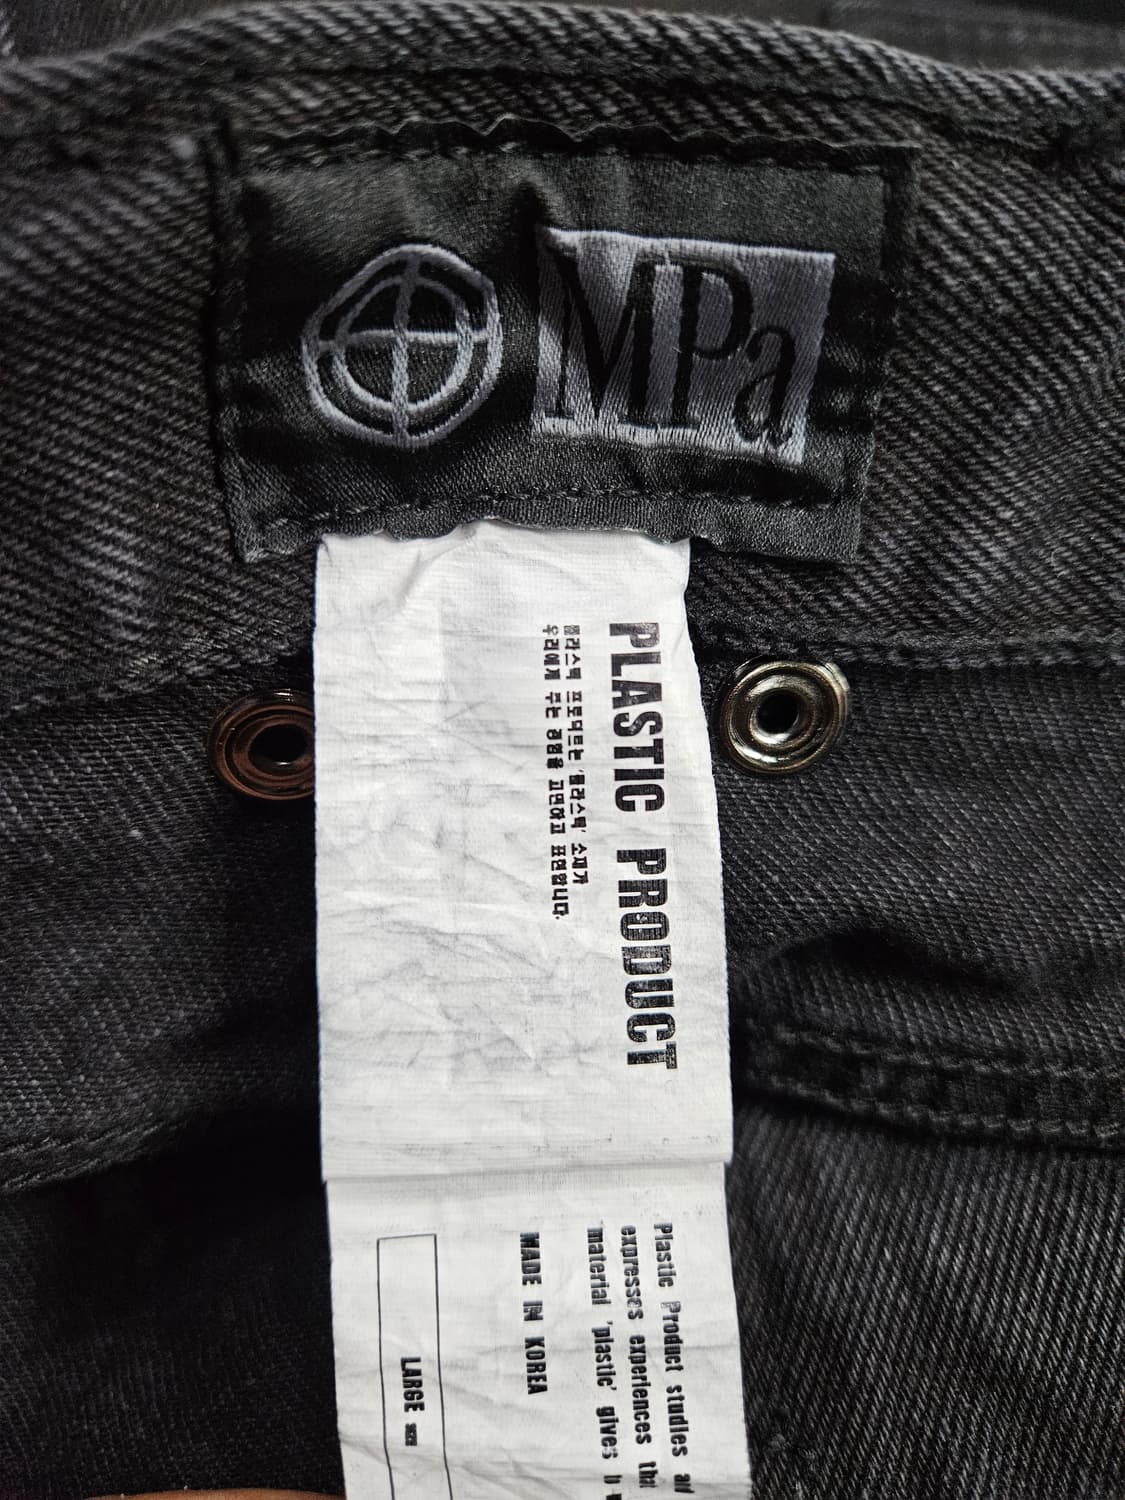 MPa
PLASTIC PRODUCT
플라스틱 프로덕트는 '플라스틱' 소재가
우리에게 주는 경험을 고민하고 표현합니다.
Plastic Product studies
expresses experiences
'material 'plastic' gives
MADE IN KOREA
LARGE